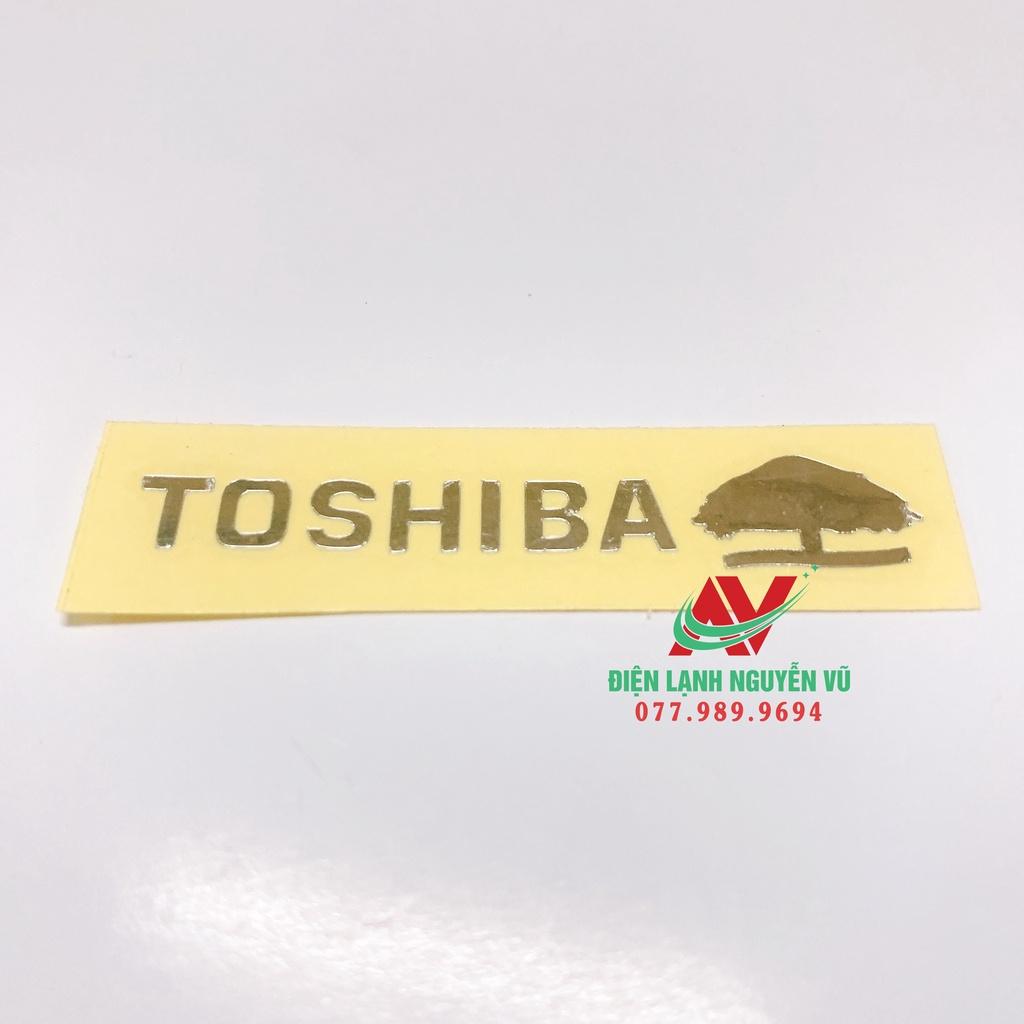 TOSHIBA
AV
ĐIỆN LẠNH NGUYỄN VŨ
077.989.9694